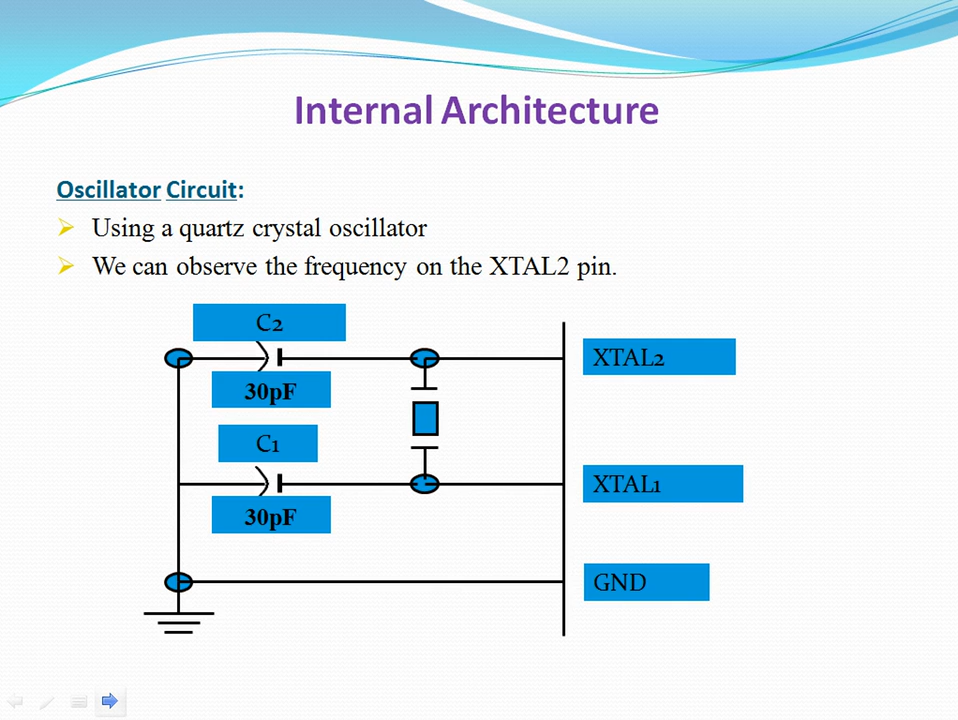 Internal Architecture
Oscillator Circuit:
Using a quartz crystal oscillator
We can observe the frequency on the XTAL2 pin.
C2
XTAL2
30pF
C1
XTAL1
30pF
GND